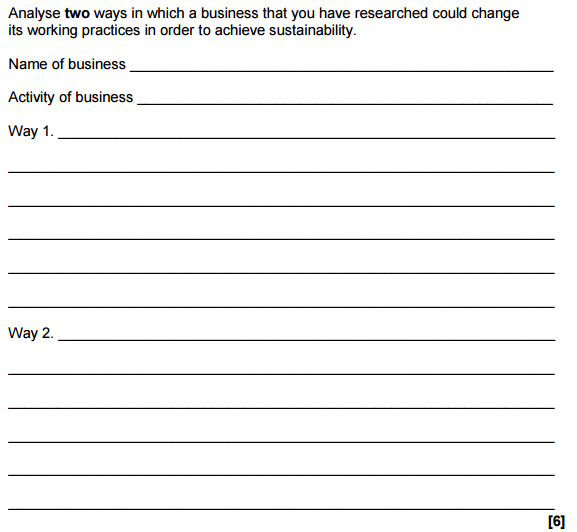 Analyse two ways in which a business that you have researched could change
its working practices in order to achieve sustainability.
Name of business
Activity of business
Way 1.
Way 2.
[6]